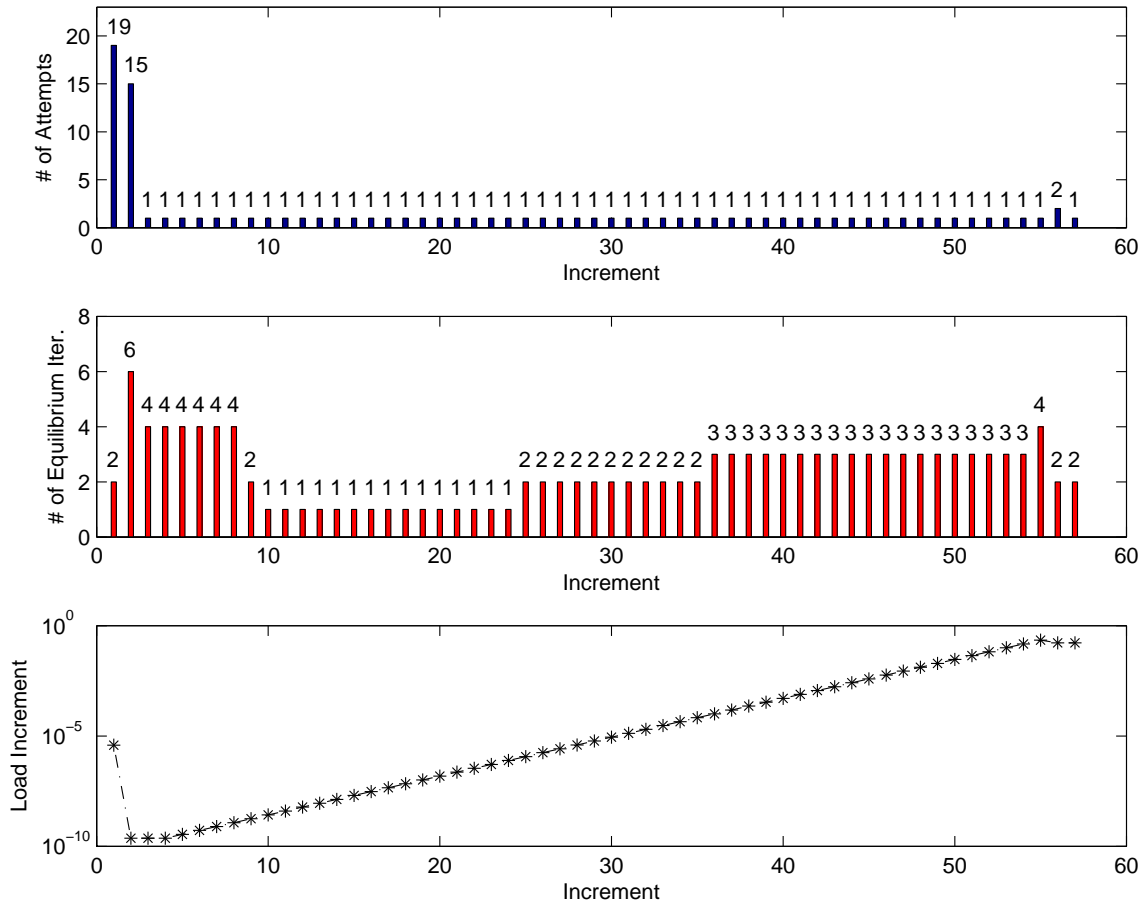 # of Attempts
20
15
10
5
0
19
15
1 1 1 1 1 1 1 1 1 1 1 1 1 1 1 1 1 1 1 1 1 1 1 1 1 1 1 1 1 1 1 1 1 1 1 1 1 1 1 1 1 1 1 1 1 1 1 1 1 1 1 1 1 2 1
0 10 20 30 40 50 60
Increment
# of Equilibrium Iter.
8
6
4
2
0
2 6 4 4 4 4 4 4 2 1 1 1 1 1 1 1 1 1 1 1 1 1 1 1 2 2 2 2 2 2 2 2 2 2 2 3 3 3 3 3 3 3 3 3 3 3 3 3 3 3 3 3 3 3 4 2 2
0 10 20 30 40 50 60
Increment
Load Increment
10^0
10^−5
10^−10
0 10 20 30 40 50 60
Increment